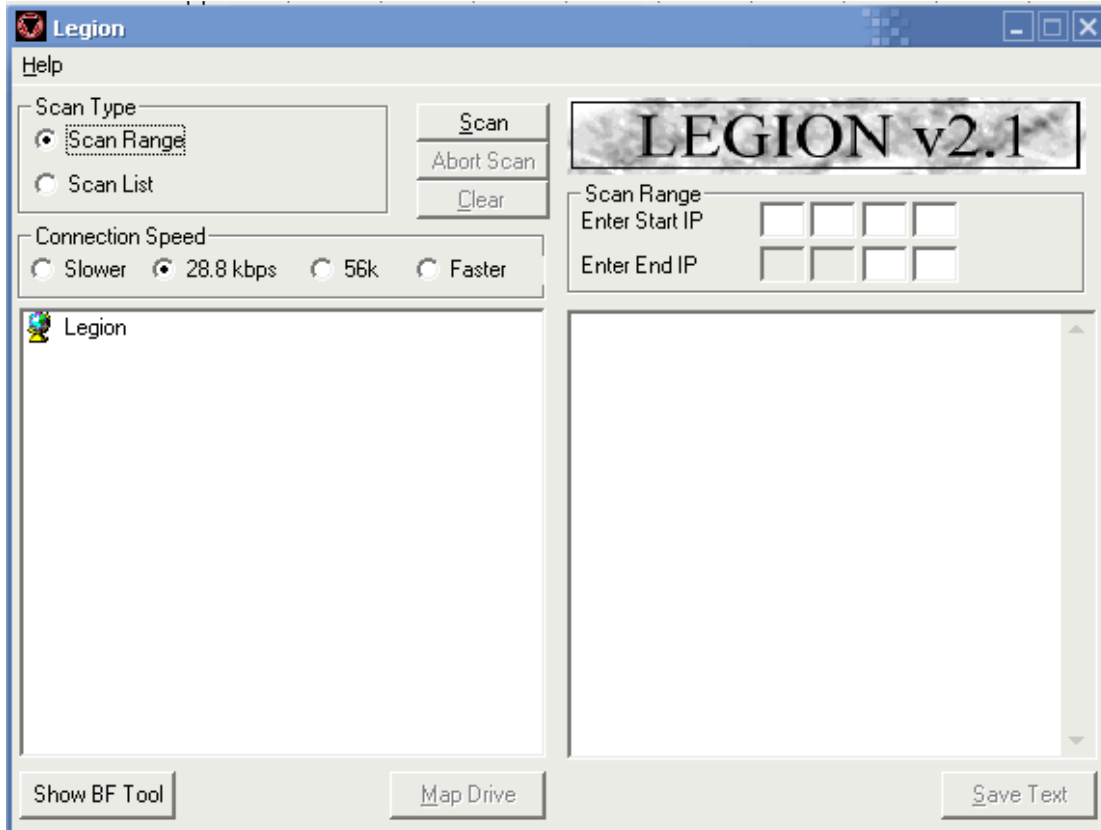 Legion
Help
Scan Type
Scan Range
Scan List
Scan
Abort Scan
Clear
LEGION v2.1
Scan Range
Enter Start IP
Enter End IP
Connection Speed
Slower 28.8 kbps 56k Faster
Legion
Show BF Tool
Map Drive
Save Text